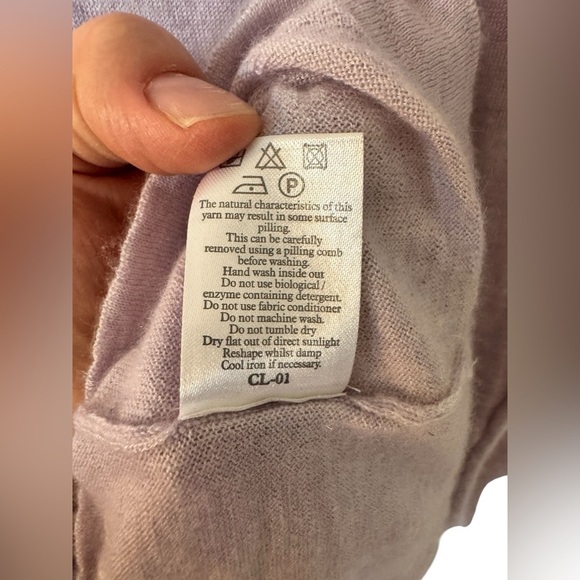 P
The natural characteristics of this
yarn may result in some surface
pilling.
This can be carefully
removed using a pilling comb
before washing.
Hand wash inside out
Do not use biological /
enzyme containing detergent.
Do not use fabric conditioner
Do not machine wash.
Do not tumble dry
Dry flat out of direct sunlight
Reshape whilst damp
Cool iron if necessary.
CL-01